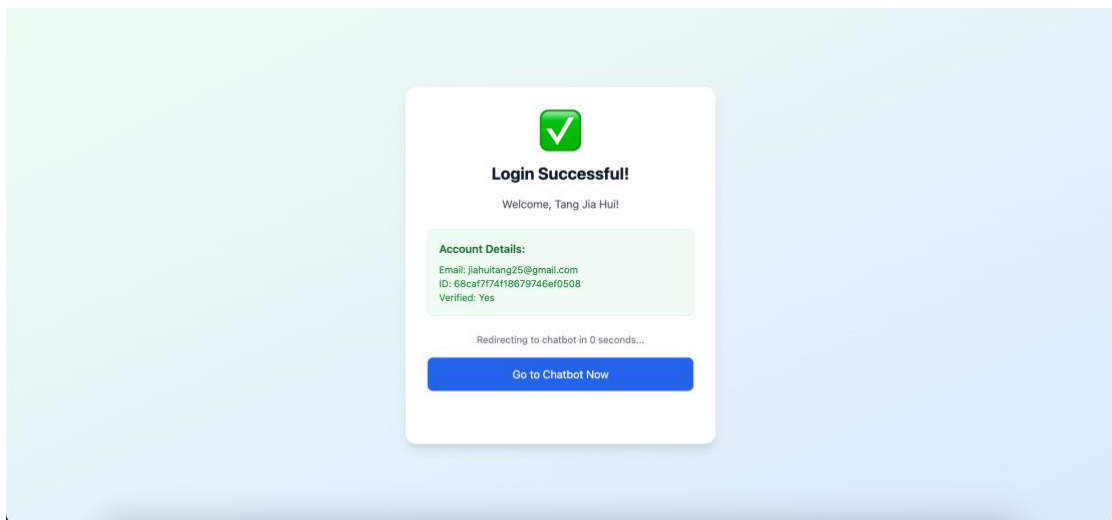 Login Successful!
Welcome, Tang Jia Hui!
Account Details:
Email: jiahuitang25@gmail.com
ID: 68caf7f74f18679746ef0508
Verified: Yes
Redirecting to chatbot in 0 seconds...
Go to Chatbot Now